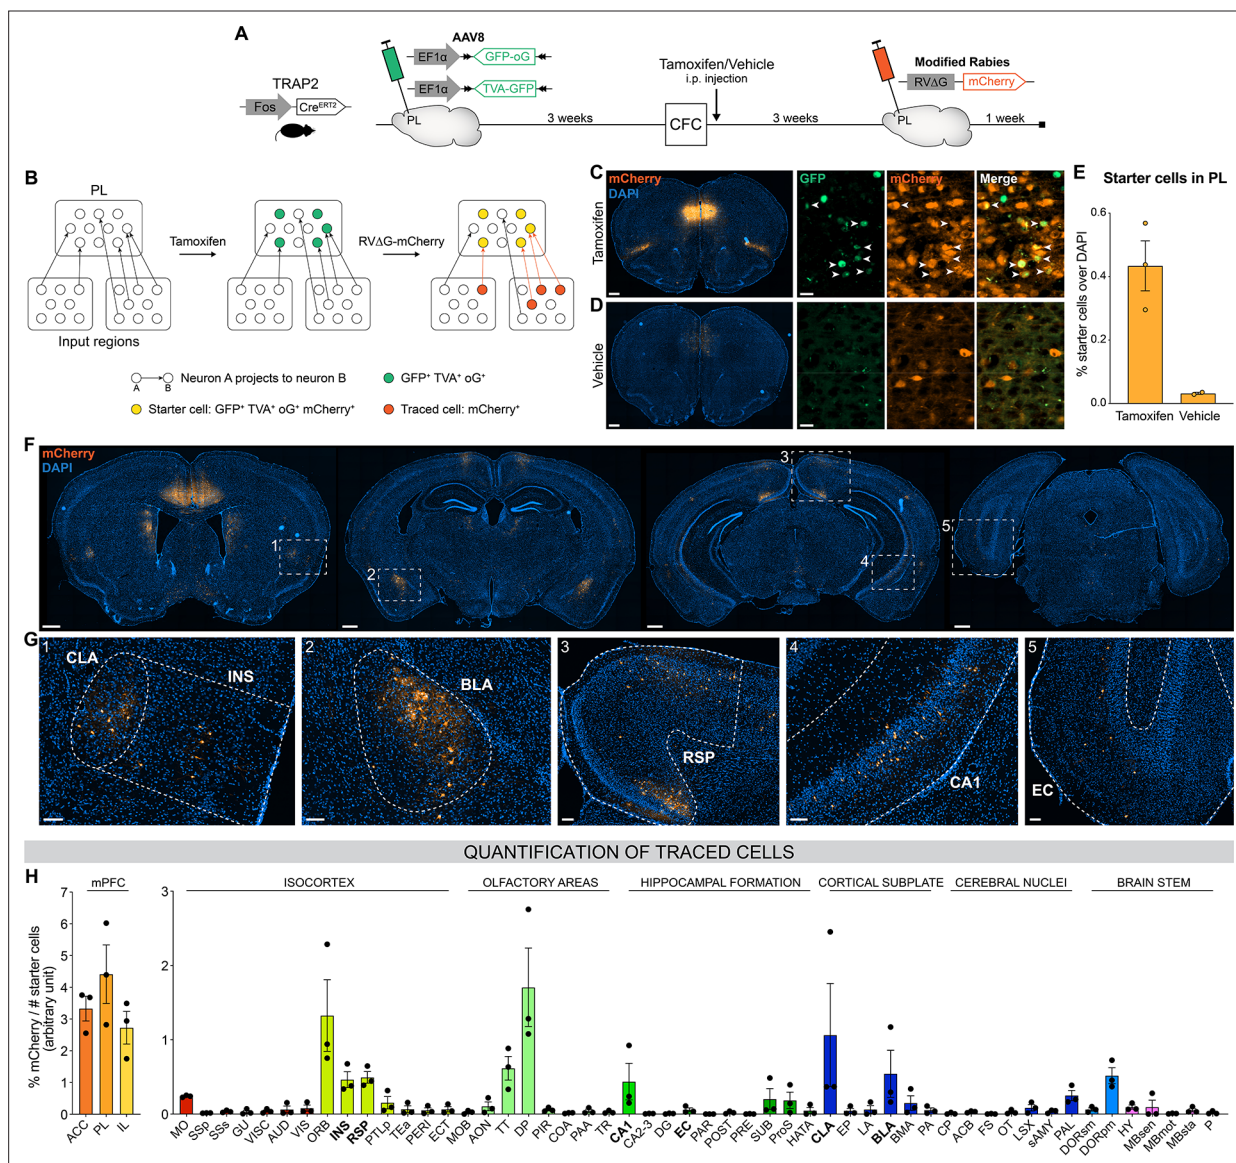 A
TRAP2
Fos
Cre^ERT2
AAV8
EF1α
GFP-oG
EF1α
TVA-GFP
PL
3 weeks
Tamoxifen/Vehicle
i.p. injection
CFC
3 weeks
Modified Rabies
RVΔG
mCherry
PL
1 week
B
PL
Tamoxifen
RVΔG-mCherry
Input regions
A B
Neuron A projects to neuron B
GFP⁺ TVA⁺ oG⁺
Starter cell: GFP⁺ TVA⁺ oG⁺ mCherry⁺
Traced cell: mCherry⁺
C
mCherry
DAPI
GFP
mCherry
Merge
Tamoxifen
D
Vehicle
E
Starter cells in PL
% starter cells over DAPI
0.6
0.4
0.2
0.0
Tamoxifen Vehicle
F
mCherry
DAPI
1
2
3
4
5
G
1
CLA
INS
2
BLA
3
RSP
4
CA1
5
EC
QUANTIFICATION OF TRACED CELLS
H
mPFC
ISOCORTEX
OLFACTORY AREAS
HIPPOCAMPAL FORMATION
CORTICAL SUBPLATE
CEREBRAL NUCLEI
BRAIN STEM
% mCherry / # starter cells
(arbitrary unit)
7
6
5
4
3
2
1
0
ACC PL IL
3
2
1
0
MO SSp SSs GU VISC AUD VIS ORB INS RSP PTLp TEa PERI ECT MOB AON TT DP PIR COA PAA TR CA1 CA2-3 DG EC PAR POST PRE SUB ProS HATA CLA EP LA BLA BMA PA CP ACB FS OT LSX sAMY PAL DORsm DORpm HY MBsen MBmot MBsta P